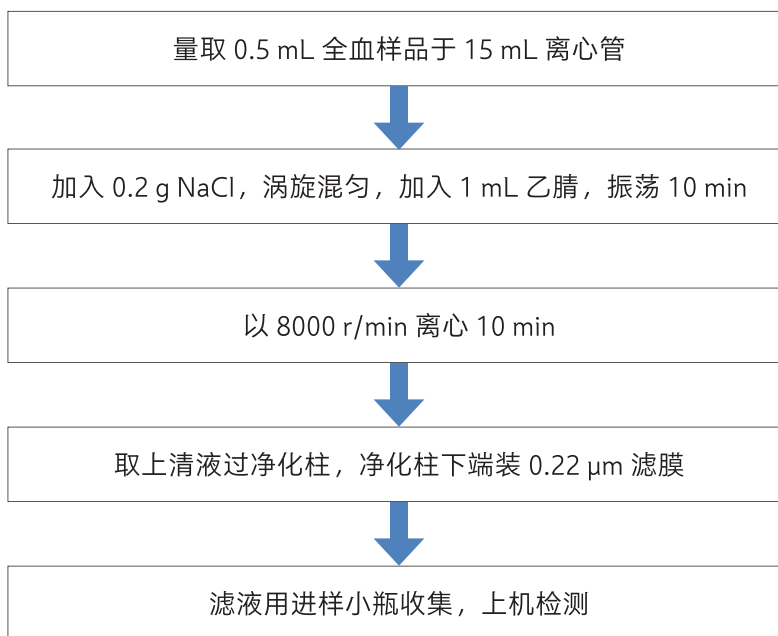 量取 0.5 mL 全血样品于 15 mL 离心管
加入 0.2 g NaCl，涡旋混匀，加入 1 mL 乙腈，振荡 10 min
以 8000 r/min 离心 10 min
取上清液过净化柱，净化柱下端装 0.22 μm 滤膜
滤液用进样小瓶收集，上机检测